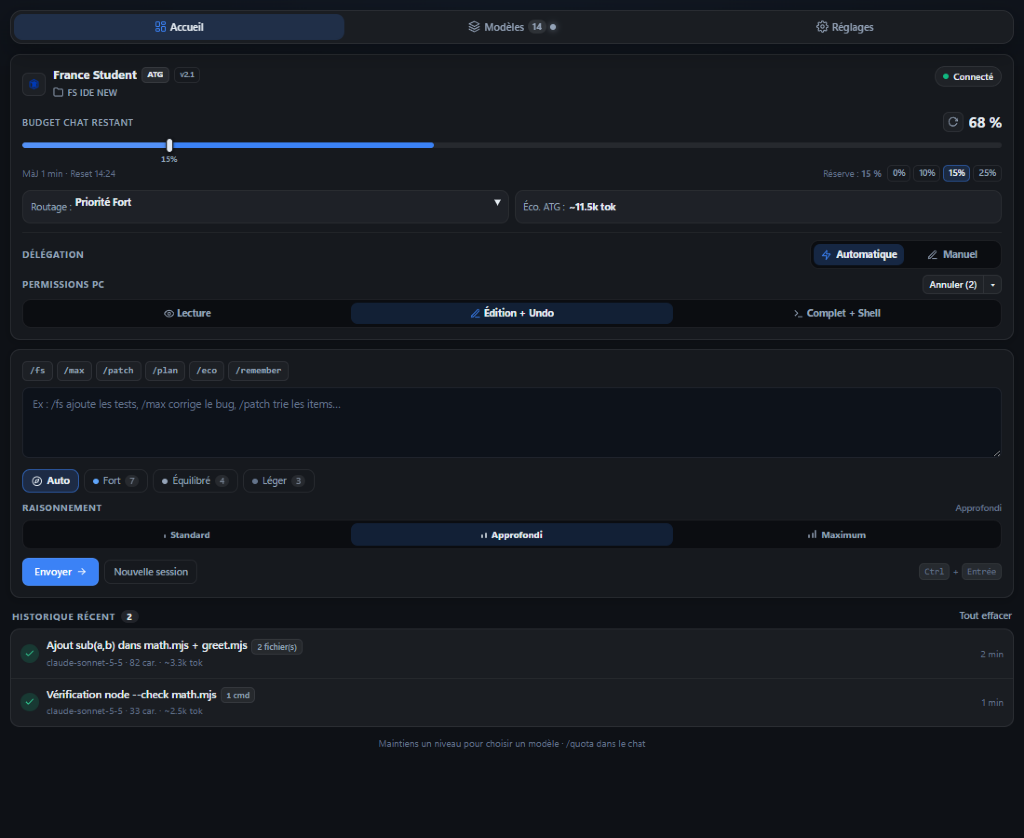 Accueil
Modèles 14
Réglages
France Student ATG v2.1
FS IDE NEW
Connecté
BUDGET CHAT RESTANT
68 %
15%
MàJ 1 min · Reset 14:24
Réserve : 15 % 0% 10% 15% 25%
Routage : Priorité Fort
Éco. ATG : ~11.5k tok
DÉLÉGATION
Automatique Manuel
PERMISSIONS PC
Annuler (2)
Lecture
Édition + Undo
Complet + Shell
/fs /max /patch /plan /eco /remember
Ex : /fs ajoute les tests, /max corrige le bug, /patch trie les items...
Auto Fort 7 Équilibré 4 Léger 3
RAISONNEMENT
Approfondi
Standard
Approfondi
Maximum
Envoyer → Nouvelle session
Ctrl + Entrée
HISTORIQUE RÉCENT 2
Tout effacer
Ajout sub(a,b) dans math.mjs + greet.mjs 2 fichier(s)
claude-sonnet-5-5 · 82 car. · ~3.3k tok
2 min
Vérification node --check math.mjs 1 cmd
claude-sonnet-5-5 · 33 car. · ~2.5k tok
1 min
Maintiens un niveau pour choisir un modèle · /quota dans le chat